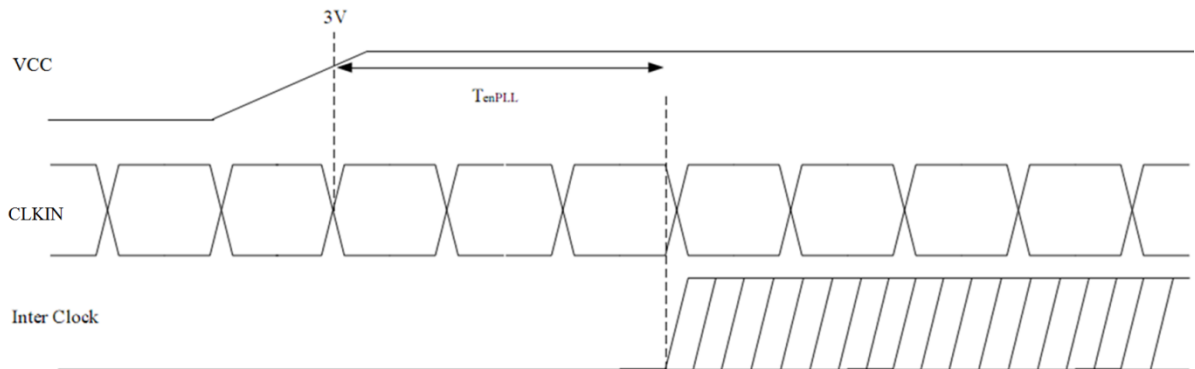 3V
VCC
TenPLL
CLKIN
Inter Clock